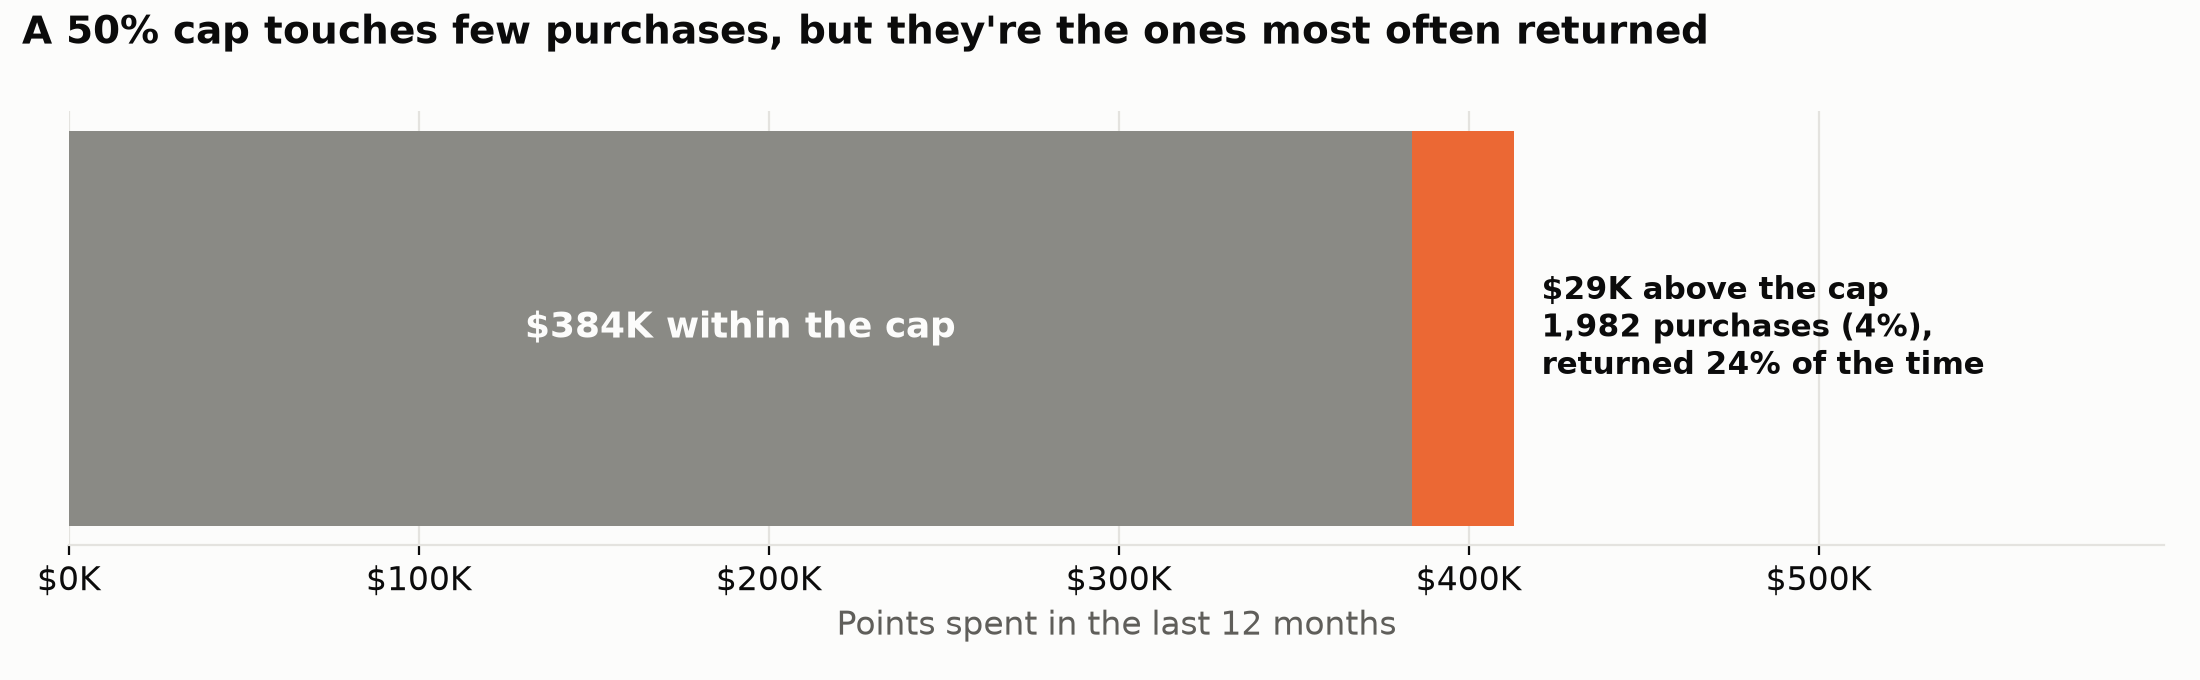 A 50% cap touches few purchases, but they're the ones most often returned
$384K within the cap
$29K above the cap
1,982 purchases (4%),
returned 24% of the time
$0K $100K $200K $300K $400K $500K
Points spent in the last 12 months